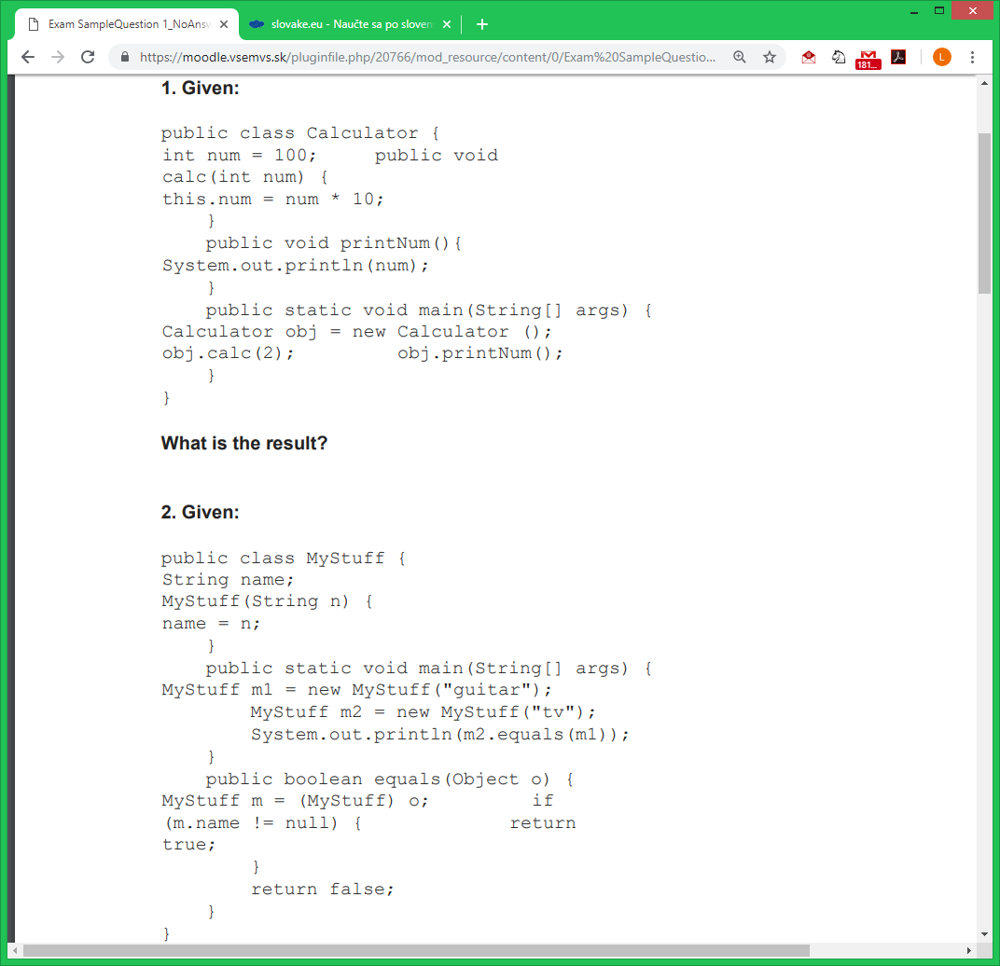 Exam SampleQuestion 1_NoAnsw
slovake.eu - Naučte sa po sloven
https://moodle.vsemvs.sk/pluginfile.php/20766/mod_resource/content/0/Exam%20SampleQuestio...
181...
L
1. Given:
public class Calculator {
int num = 100;     public void
calc(int num) {
this.num = num * 10;
    }
    public void printNum(){
System.out.println(num);
    }
    public static void main(String[] args) {
Calculator obj = new Calculator ();
obj.calc(2);         obj.printNum();
    }
}
What is the result?
2. Given:
public class MyStuff {
String name;
MyStuff(String n) {
name = n;
    }
    public static void main(String[] args) {
MyStuff m1 = new MyStuff("guitar");
        MyStuff m2 = new MyStuff("tv");
        System.out.println(m2.equals(m1));
    }
    public boolean equals(Object o) {
MyStuff m = (MyStuff) o;         if
(m.name != null) {             return
true;
        }
        return false;
    }
}